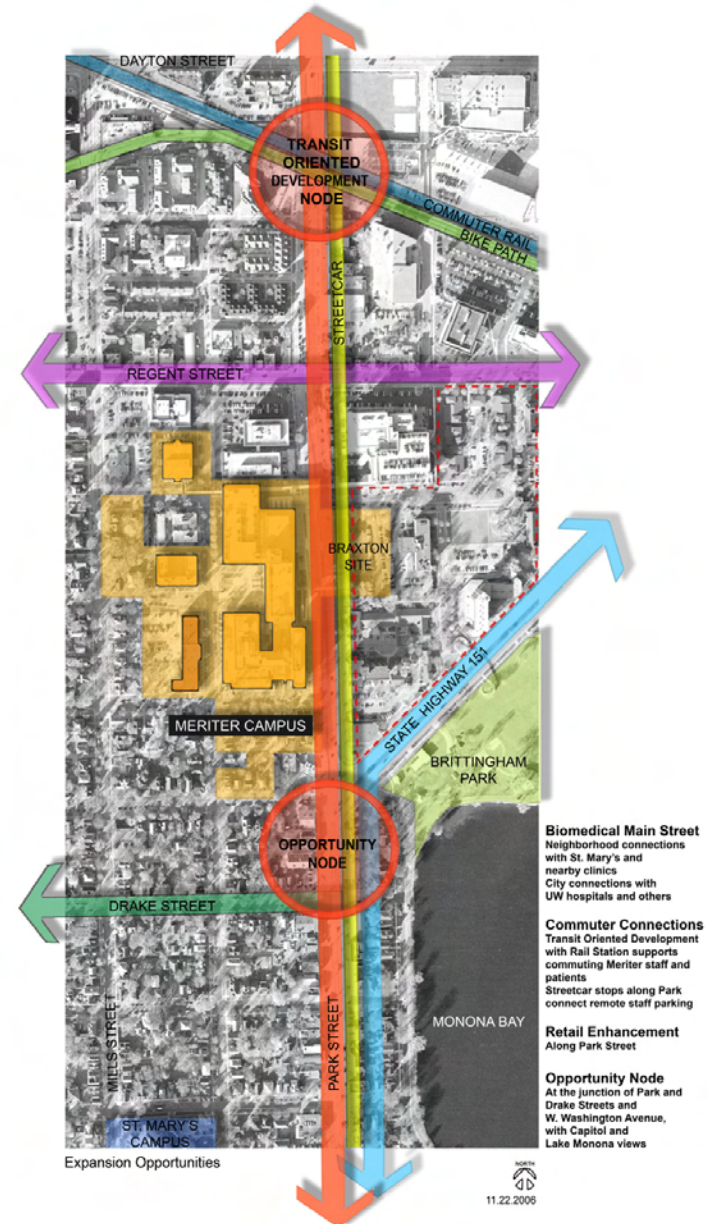 DAYTON STREET
TRANSIT
ORIENTED
DEVELOPMENT
NODE
COMMUTER RAIL
BIKE PATH
STREETCAR
REGENT STREET
BRAXTON
SITE
STATE HIGHWAY 151
MERITER CAMPUS
BRITTINGHAM
PARK
OPPORTUNITY
NODE
DRAKE STREET
MILLS STREET
PARK STREET
MONONA BAY
ST. MARY'S
CAMPUS
Biomedical Main Street
Neighborhood connections
with St. Mary's and
nearby clinics
City connections with
UW hospitals and others
Commuter Connections
Transit Oriented Development
with Rail Station supports
commuting Meriter staff and
patients
Streetcar stops along Park
connect remote staff parking
Retail Enhancement
Along Park Street
Opportunity Node
At the junction of Park and
Drake Streets and
W. Washington Avenue,
with Capitol and
Lake Monona views
Expansion Opportunities
NORTH
11.22.2006